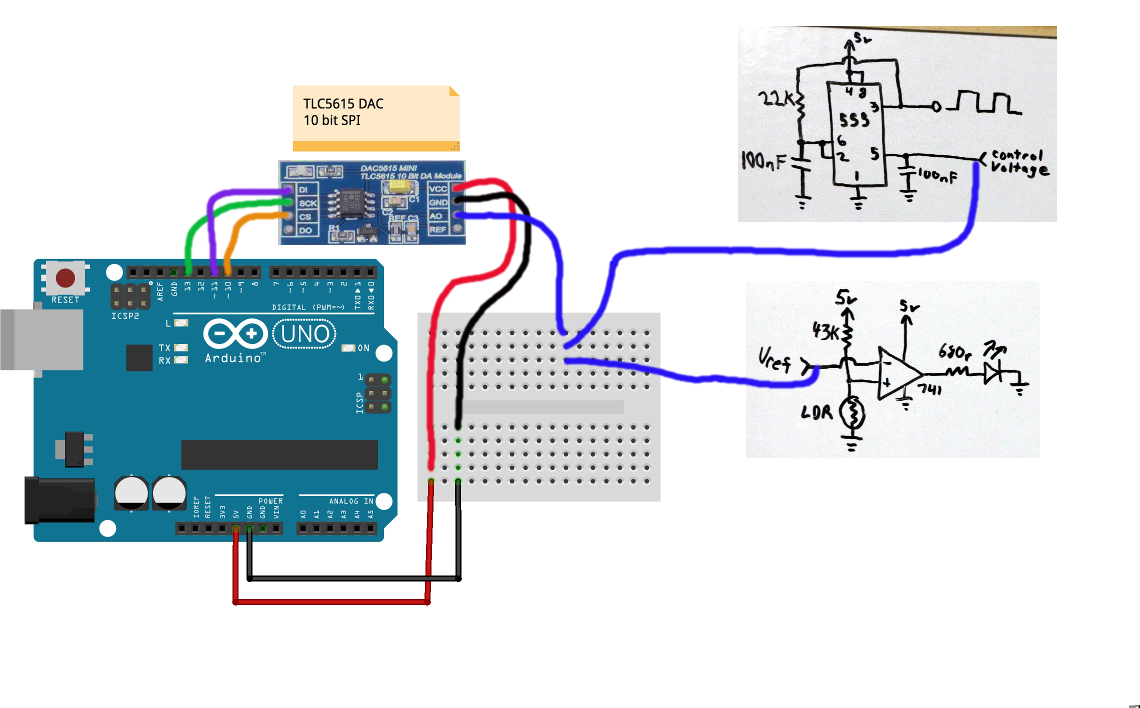 TLC5615 DAC
10 bit SPI
DAC5615 MINI
TLC5615 10 Bit DA Module
DI
SCK
CS
DO
VCC
GND
AO
REF
C1
C2
REF C3
R1
RESET
ICSP2
AREF
GND
13
12
~11
~10
~9
8
7
~6
~5
4
~3
2
TX0▶1
RX0◀0
DIGITAL (PWM=~)
L
TX
RX
UNO
Arduino™
ON
1
ICSP
IOREF
RESET
3V3
5V
GND
GND
VIN
POWER
ANALOG IN
A0
A1
A2
A3
A4
A5
5v
22K
4 8
3
555
6
2
5
1
100nF
100nF
Control
Voltage
5v
5v
43K
Vref
680r
741
LDR